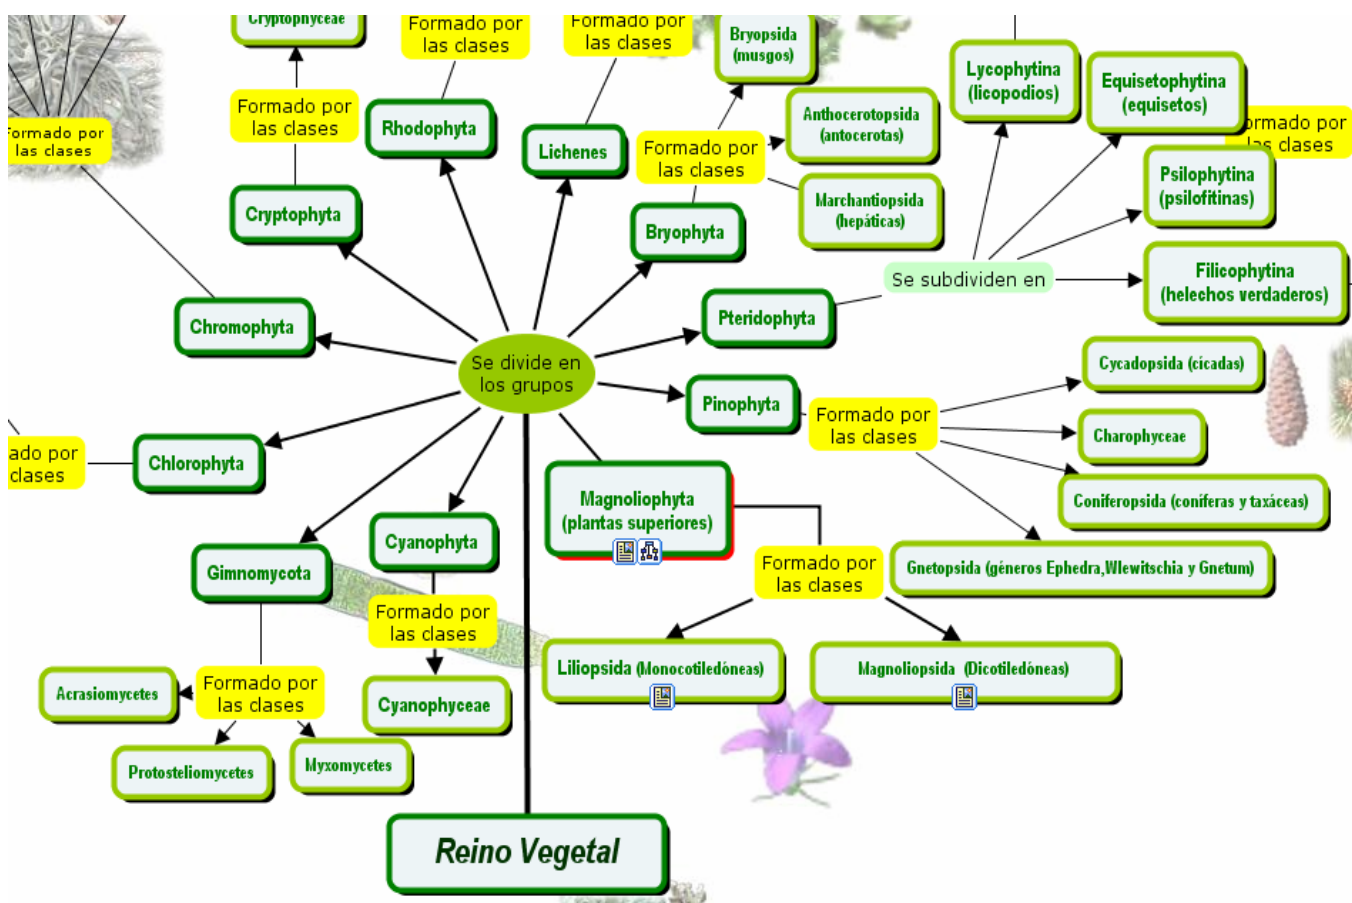 Cryptophyceae
Formado por
las clases
Formado por
las clases
Bryopsida
(musgos)
Lycophytina
(licopodios)
Equisetophytina
(equisetos)
Formado por
las clases
Rhodophyta
Lichenes
Formado por
las clases
Anthocerotopsida
(antocerotas)
ormado por
las clases
Formado por
las clases
Psilophytina
(psilofitinas)
Cryptophyta
Bryophyta
Marchantiopsida
(hepáticas)
Se subdividen en
Filicophytina
(helechos verdaderos)
Chromophyta
Pteridophyta
Se divide en
los grupos
Cycadopsida (cícadas)
Pinophyta
Formado por
las clases
Charophyceae
ado por
clases
Chlorophyta
Magnoliophyta
(plantas superiores)
Coniferopsida (coníferas y taxáceas)
Cyanophyta
Gimnomycota
Formado por
las clases
Gnetopsida (géneros Ephedra,Wlewitschia y Gnetum)
Formado por
las clases
Liliopsida (Monocotiledóneas)
Magnoliopsida (Dicotiledóneas)
Acrasiomycetes
Formado por
las clases
Cyanophyceae
Protosteliomycetes
Myxomycetes
Reino Vegetal